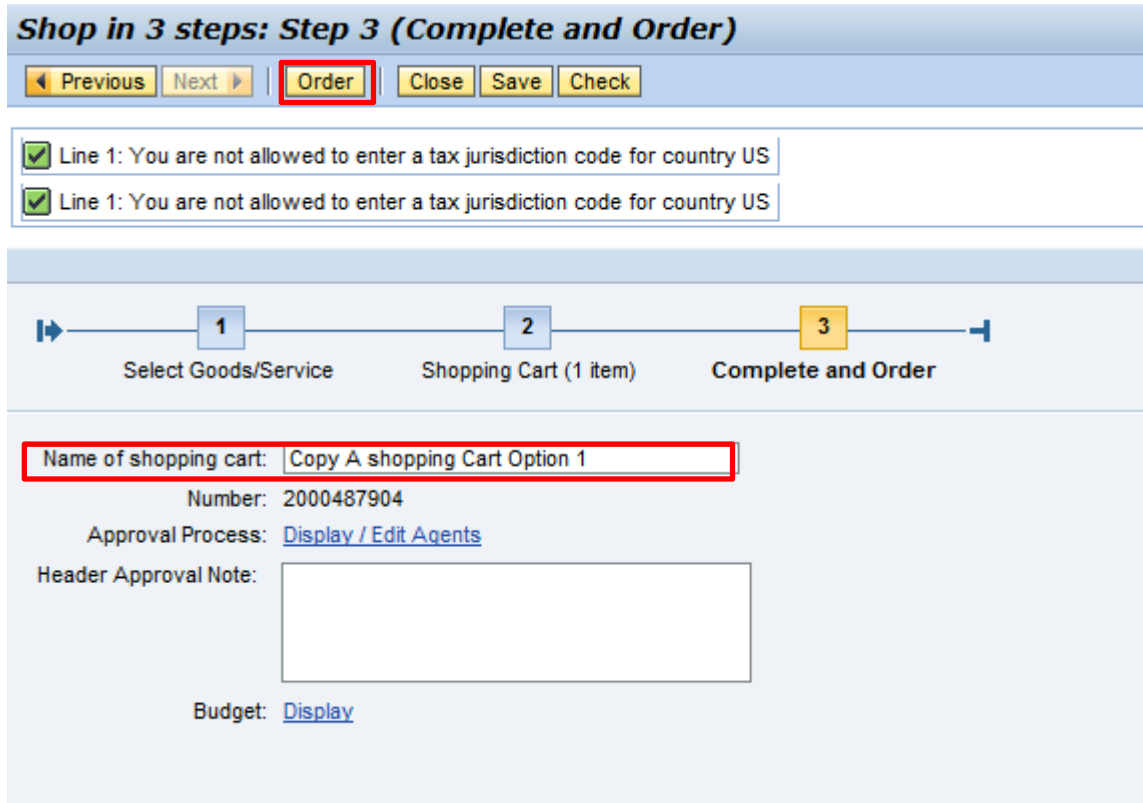 Shop in 3 steps: Step 3 (Complete and Order)
Previous Next Order Close Save Check
Line 1: You are not allowed to enter a tax jurisdiction code for country US
Line 1: You are not allowed to enter a tax jurisdiction code for country US
1 2 3
Select Goods/Service Shopping Cart (1 item) Complete and Order
Name of shopping cart: Copy A shopping Cart Option 1
Number: 2000487904
Approval Process: Display / Edit Agents
Header Approval Note:
Budget: Display